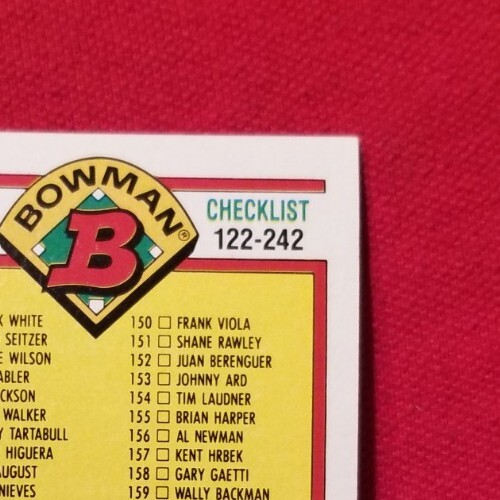 BOWMAN®
B
CHECKLIST
122-242
WHITE
SEITZER
WILSON
ABLER
CKSON
WALKER
TARTABULL
HIGUERA
AUGUST
NIEVES
150 □ FRANK VIOLA
151 □ SHANE RAWLEY
152 □ JUAN BERENGUER
153 □ JOHNNY ARD
154 □ TIM LAUDNER
155 □ BRIAN HARPER
156 □ AL NEWMAN
157 □ KENT HRBEK
158 □ GARY GAETTI
159 □ WALLY BACKMAN